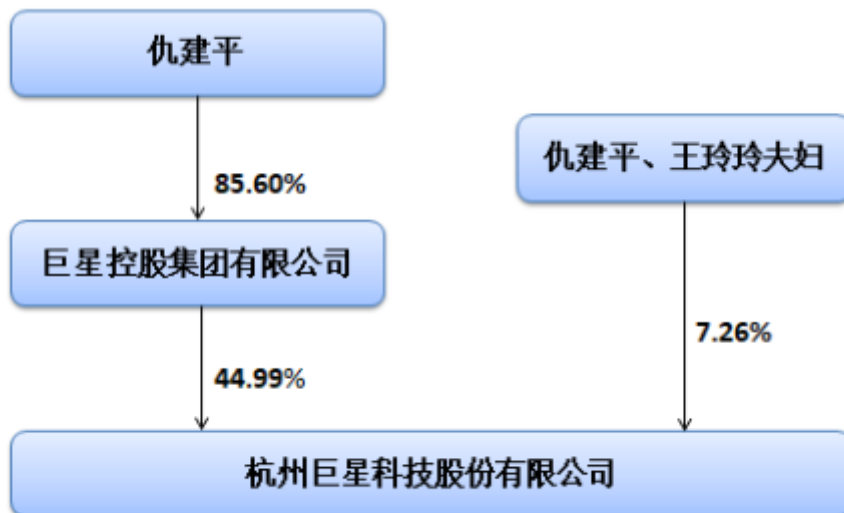 仇建平
85.60%
仇建平、王玲玲夫妇
巨星控股集团有限公司
44.99%
7.26%
杭州巨星科技股份有限公司